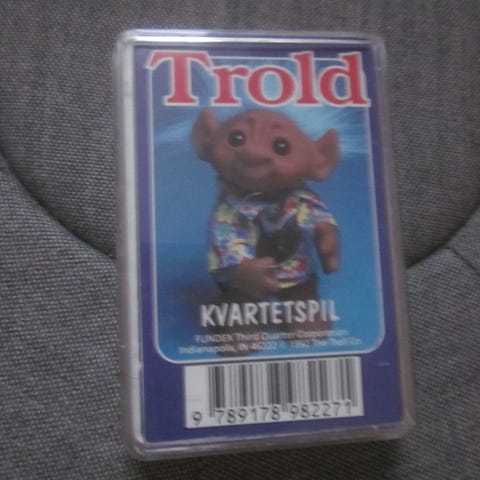 Trold
KVARTETSPIL
FUNDEX Third Quarter Corporation
Indianapolis, IN 46222 © 1992 The Troll Co.
9 789178 982271